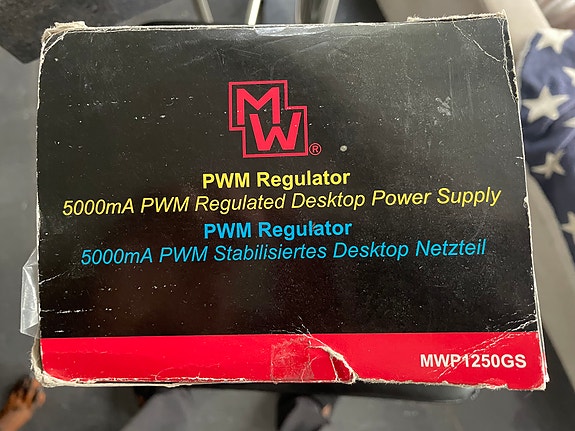 MW®
PWM Regulator
5000mA PWM Regulated Desktop Power Supply
PWM Regulator
5000mA PWM Stabilisiertes Desktop Netzteil
MWP1250GS